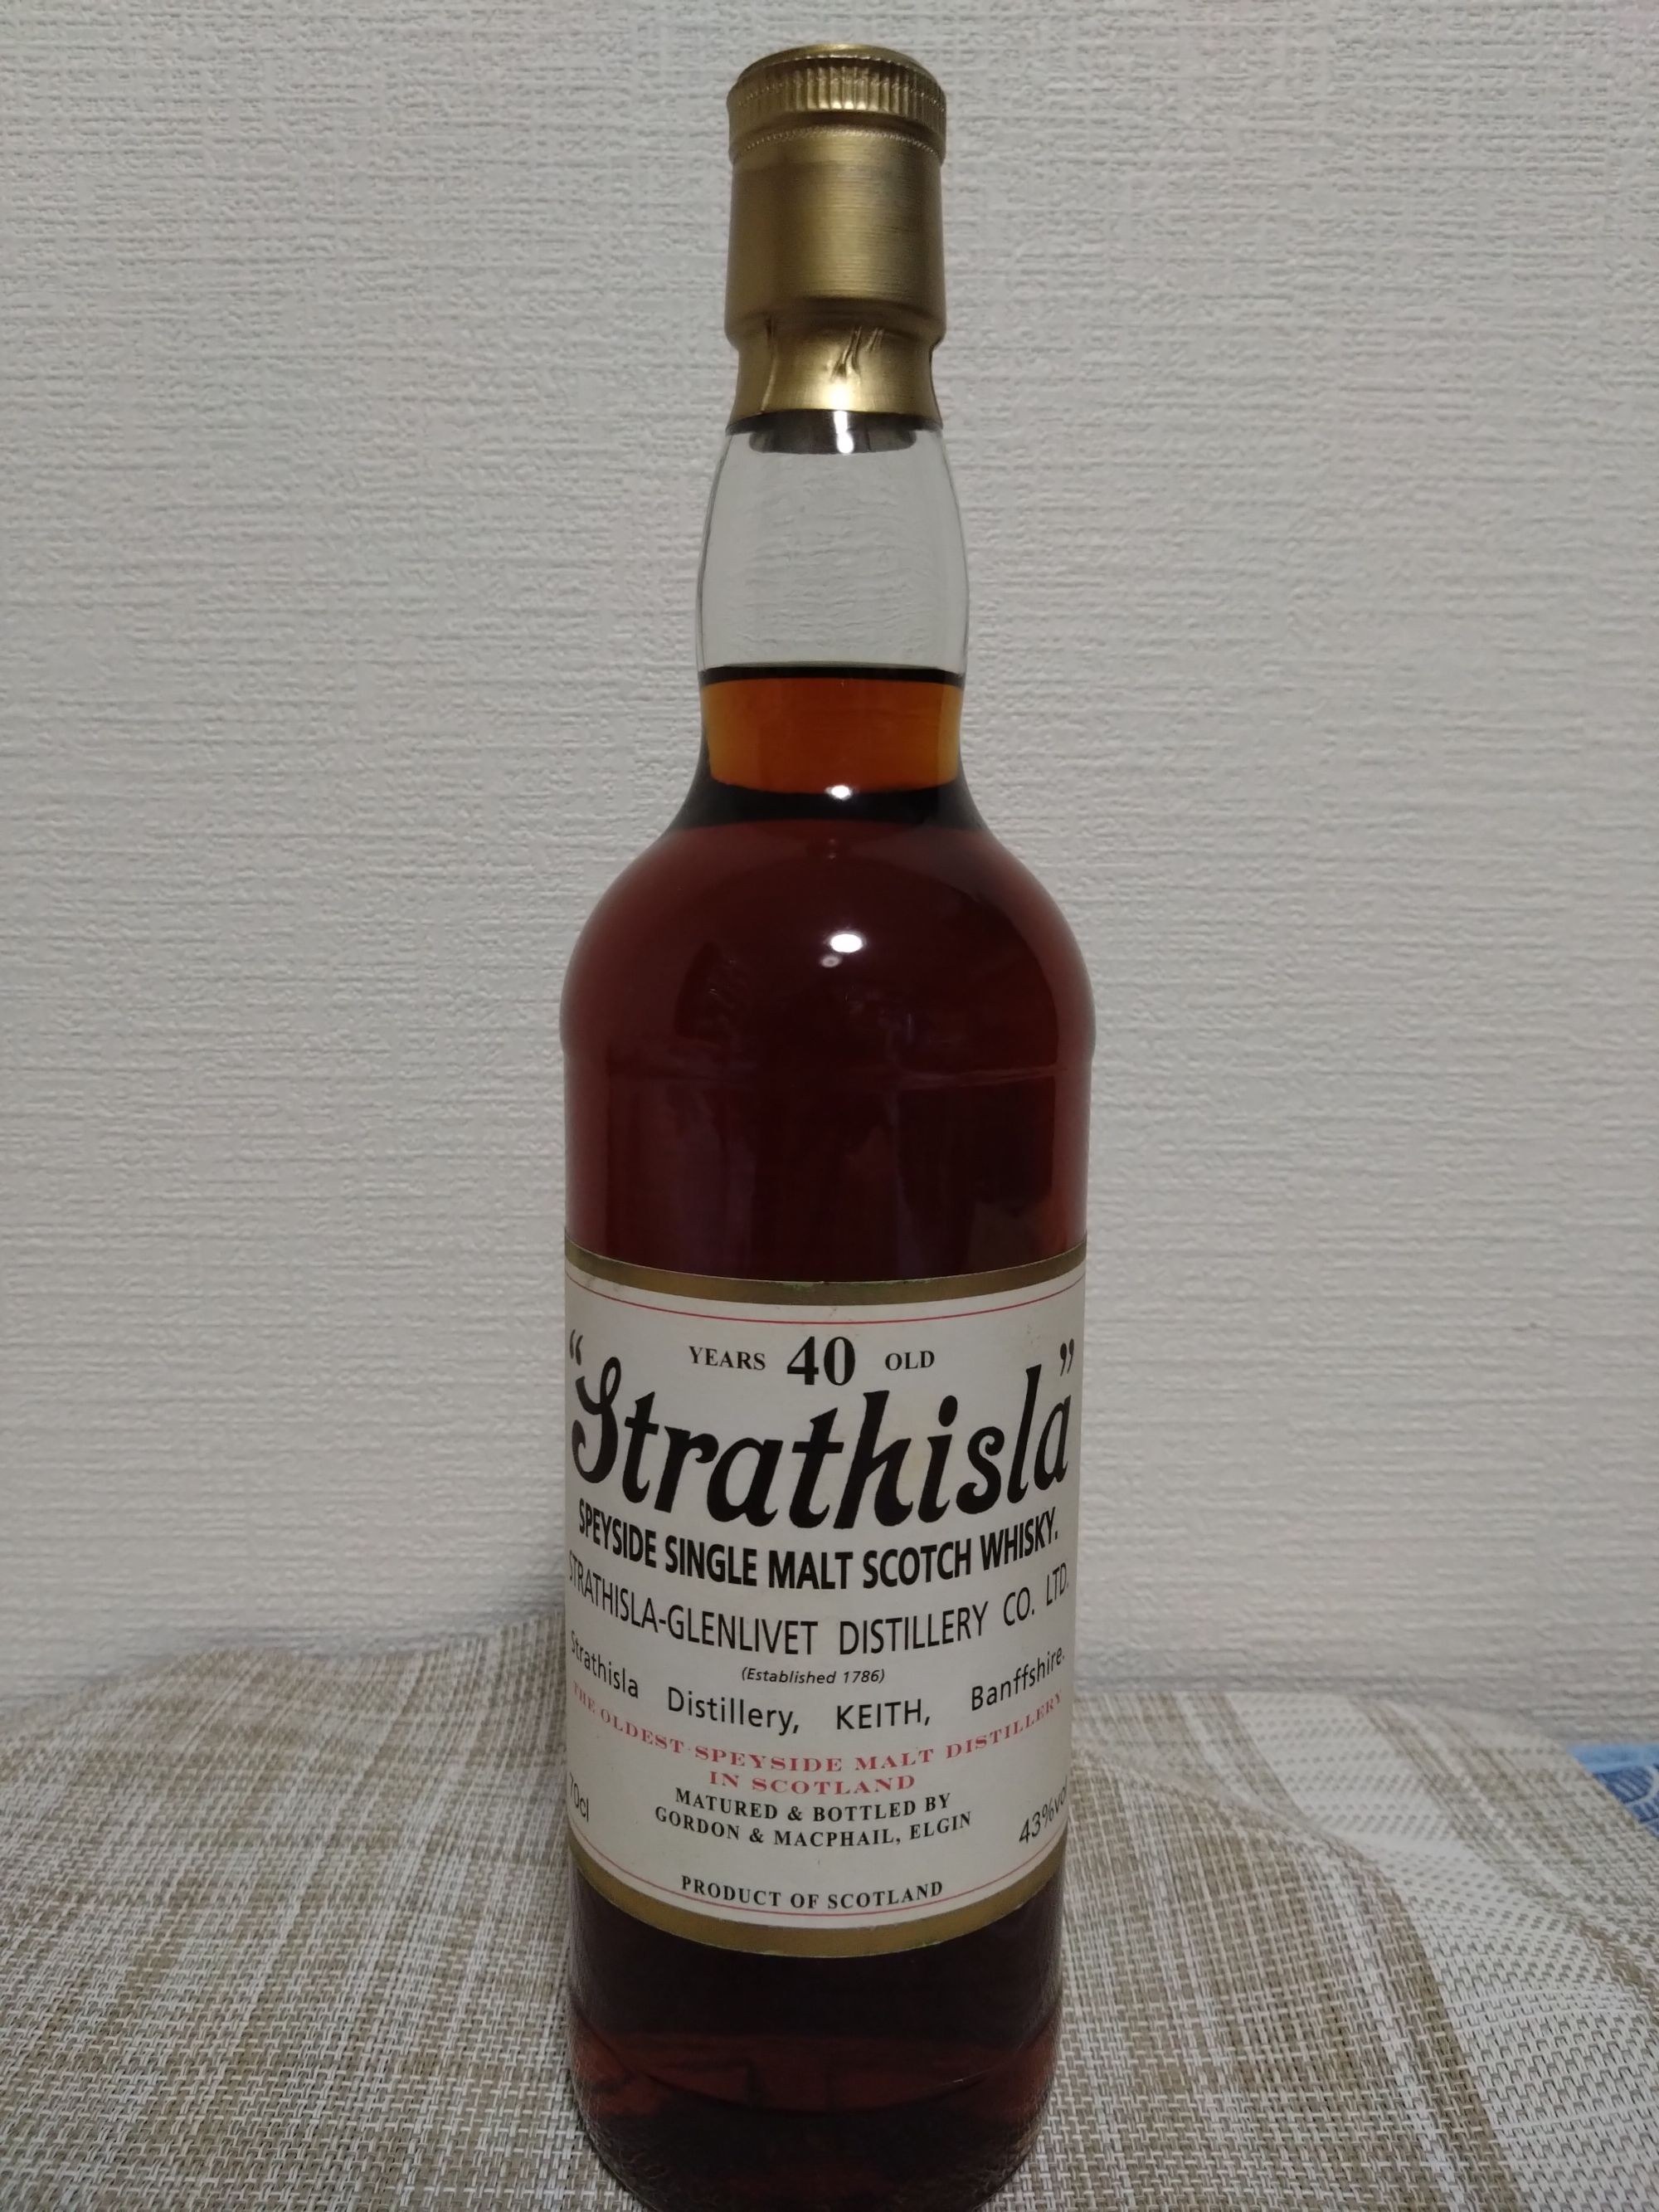 YEARS 40 OLD
“Strathisla”
SPEYSIDE SINGLE MALT SCOTCH WHISKY.
STRATHISLA-GLENLIVET DISTILLERY CO. LTD.
(Established 1786)
Strathisla Distillery, KEITH, Banffshire.
THE OLDEST SPEYSIDE MALT DISTILLERY
IN SCOTLAND
MATURED & BOTTLED BY
GORDON & MACPHAIL, ELGIN
70cl 43%vol
PRODUCT OF SCOTLAND